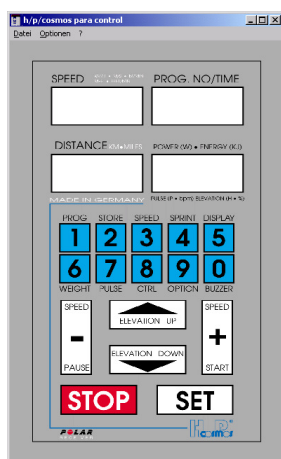 h/p/cosmos para control
Datei Optionen ?
SPEED PROG. NO/TIME
DISTANCE KM•MILES POWER (W) • ENERGY (KJ)
MADE IN GERMANY PULSE (P • bpm) ELEVATION (H • %)
PROG STORE SPEED SPRINT DISPLAY
1 2 3 4 5
6 7 8 9 0
WEIGHT PULSE CTRL OPTION BUZZER
SPEED SPEED
ELEVATION UP
- +
ELEVATION DOWN
PAUSE START
STOP SET
POLAR
H P
cosmos